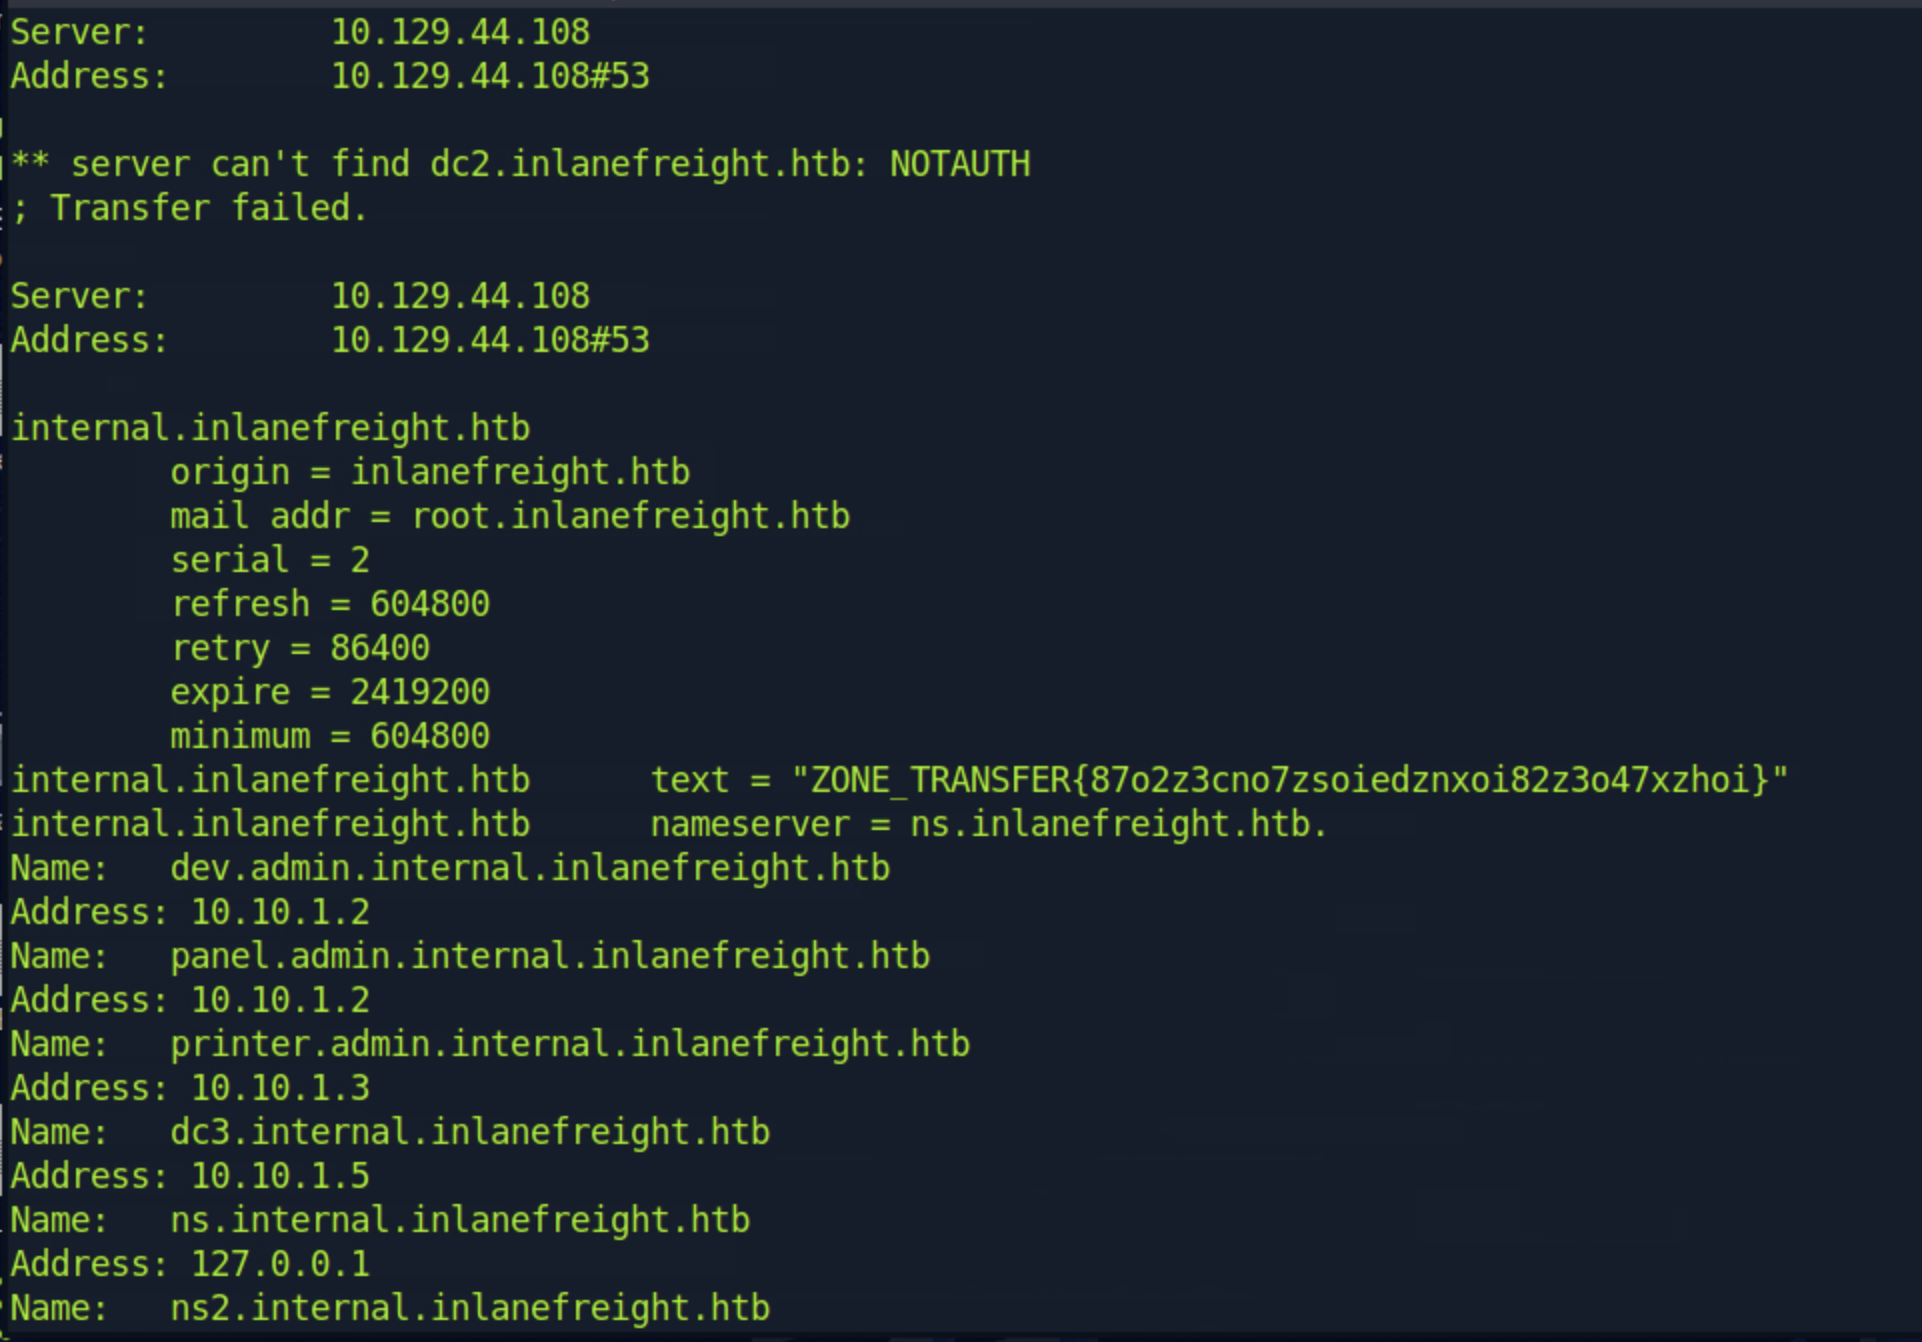 Server:		10.129.44.108
Address:	10.129.44.108#53
** server can't find dc2.inlanefreight.htb: NOTAUTH
; Transfer failed.
Server:		10.129.44.108
Address:	10.129.44.108#53
internal.inlanefreight.htb
origin = inlanefreight.htb
mail addr = root.inlanefreight.htb
serial = 2
refresh = 604800
retry = 86400
expire = 2419200
minimum = 604800
internal.inlanefreight.htb	text = "ZONE_TRANSFER{87o2z3cno7zsoiedznxoi82z3o47xzhoi}"
internal.inlanefreight.htb	nameserver = ns.inlanefreight.htb.
Name:	dev.admin.internal.inlanefreight.htb
Address: 10.10.1.2
Name:	panel.admin.internal.inlanefreight.htb
Address: 10.10.1.2
Name:	printer.admin.internal.inlanefreight.htb
Address: 10.10.1.3
Name:	dc3.internal.inlanefreight.htb
Address: 10.10.1.5
Name:	ns.internal.inlanefreight.htb
Address: 127.0.0.1
Name:	ns2.internal.inlanefreight.htb